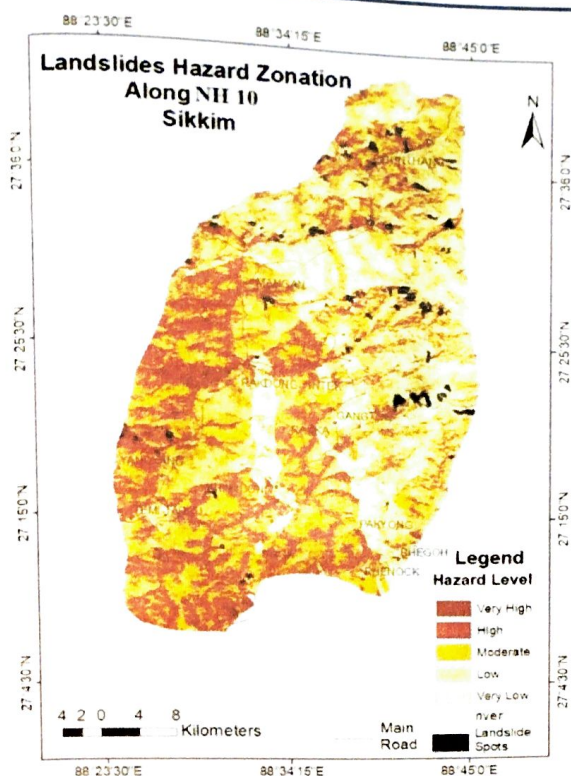 88°23'30"E 88°34'15"E 88°45'0"E
Landslides Hazard Zonation
Along NH 10
Sikkim
N
27°36'0"N 27°36'0"N
27°25'30"N 27°25'30"N
GANGT
27°15'0"N 27°15'0"N
PAKYONG
RHEGOH
Legend
Hazard Level
Very High
High
Moderate
Low
Very Low
river
Landslide
Spots
Main
Road
27°4'30"N 27°4'30"N
4 2 0 4 8
Kilometers
88°23'30"E 88°34'15"E 88°45'0"E